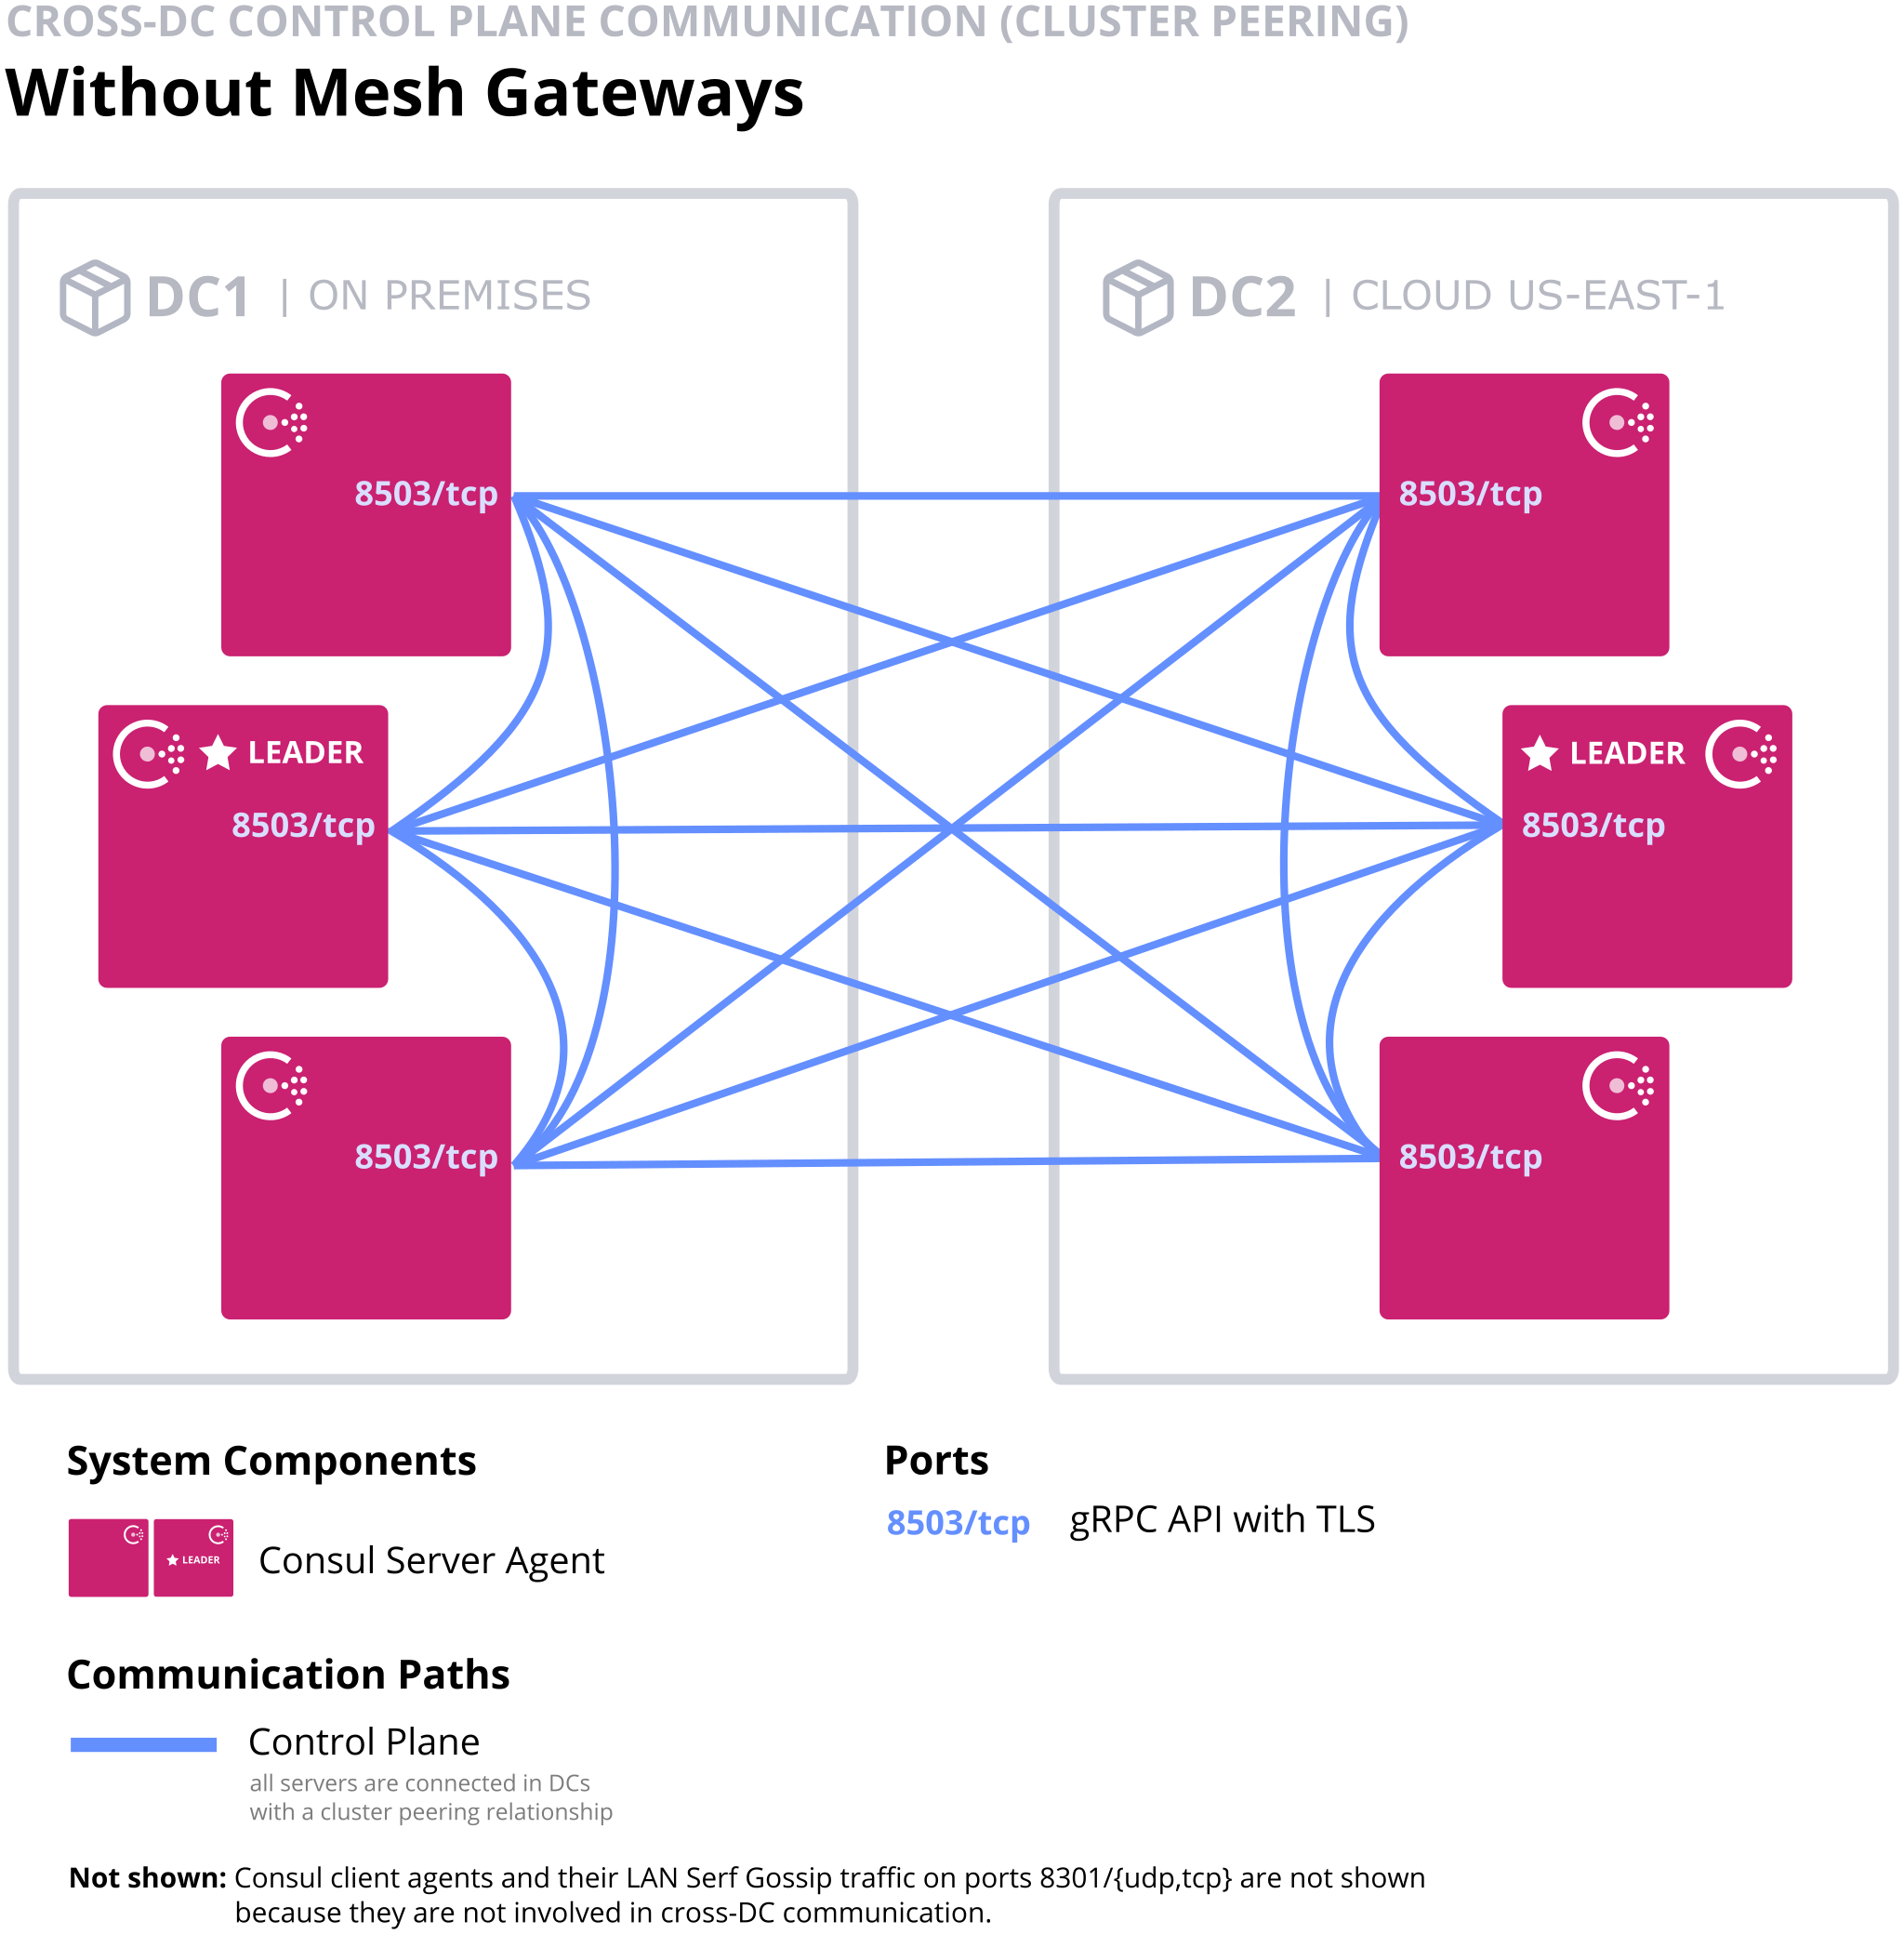 CROSS-DC CONTROL PLANE COMMUNICATION (CLUSTER PEERING)
Without Mesh Gateways
DC1 | ON PREMISES
DC2 | CLOUD US-EAST-1
8503/tcp
8503/tcp
LEADER
8503/tcp
LEADER
8503/tcp
8503/tcp
8503/tcp
System Components
LEADER
Consul Server Agent
Ports
8503/tcp gRPC API with TLS
Communication Paths
Control Plane
all servers are connected in DCs
with a cluster peering relationship
Not shown: Consul client agents and their LAN Serf Gossip traffic on ports 8301/{udp,tcp} are not shown
because they are not involved in cross-DC communication.